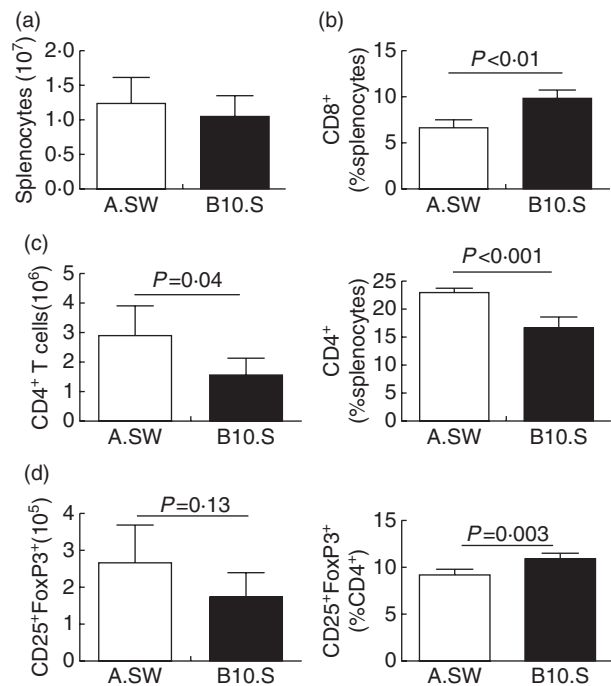 (a)
Splenocytes (10⁷)
2·0
1·5
1·0
0·5
0·0
A.SW
B10.S
(b)
CD8⁺
(%splenocytes)
P<0·01
15
10
5
0
A.SW
B10.S
(c)
CD4⁺ T cells(10⁶)
P=0·04
5
4
3
2
1
0
A.SW
B10.S
CD4⁺
(%splenocytes)
P<0·001
25
20
15
10
5
0
A.SW
B10.S
(d)
CD25⁺FoxP3⁺(10⁵)
P=0·13
4
3
2
1
0
A.SW
B10.S
CD25⁺FoxP3⁺
(%CD4⁺)
P=0·003
15
10
5
0
A.SW
B10.S